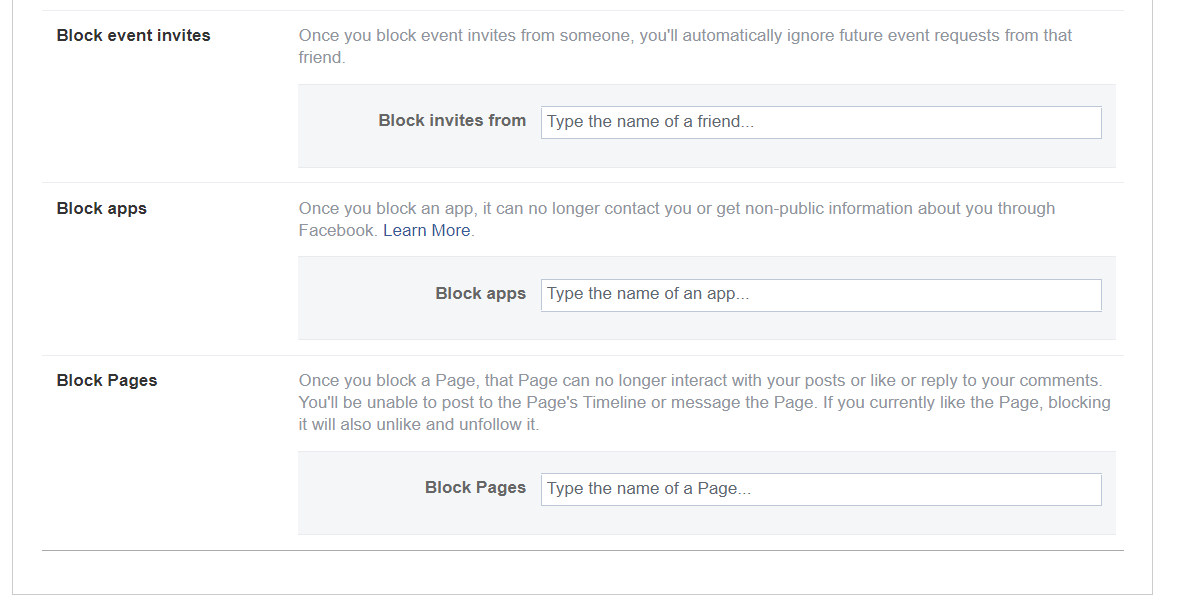 Block event invites
Once you block event invites from someone, you'll automatically ignore future event requests from that
friend.
Block invites from
Type the name of a friend...
Block apps
Once you block an app, it can no longer contact you or get non-public information about you through
Facebook. Learn More.
Block apps
Type the name of an app...
Block Pages
Once you block a Page, that Page can no longer interact with your posts or like or reply to your comments.
You'll be unable to post to the Page's Timeline or message the Page. If you currently like the Page, blocking
it will also unlike and unfollow it.
Block Pages
Type the name of a Page...